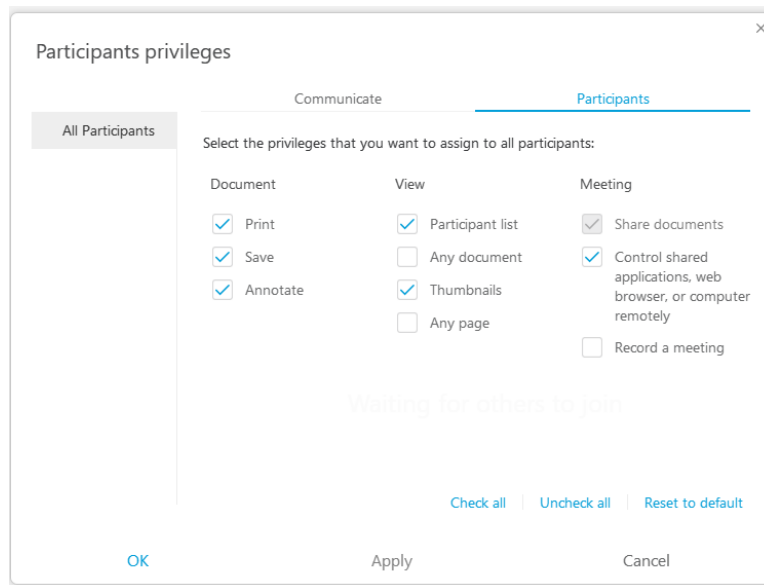 Participants privileges
Communicate
Participants
All Participants
Select the privileges that you want to assign to all participants:
Document
Print
Save
Annotate
View
Participant list
Any document
Thumbnails
Any page
Meeting
Share documents
Control shared
applications, web
browser, or computer
remotely
Record a meeting
Waiting for others to join
Check all
Uncheck all
Reset to default
OK
Apply
Cancel